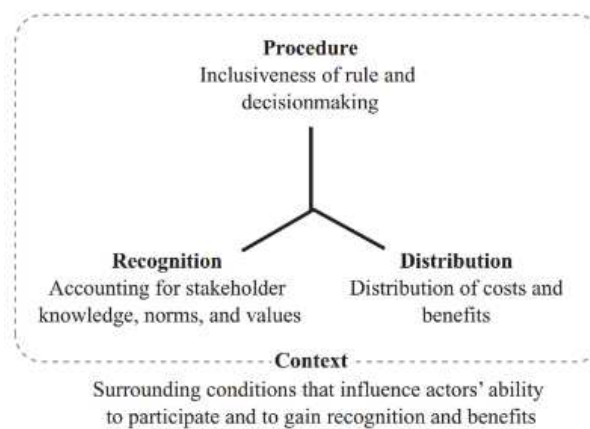 Procedure
Inclusiveness of rule and
decisionmaking
Recognition
Accounting for stakeholder
knowledge, norms, and values
Distribution
Distribution of costs and
benefits
Context
Surrounding conditions that influence actors’ ability
to participate and to gain recognition and benefits